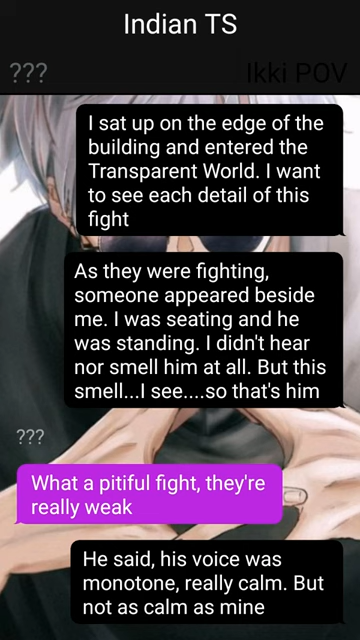 Indian TS
???
Ikki POV
I sat up on the edge of the
building and entered the
Transparent World. I want
to see each detail of this
fight
As they were fighting,
someone appeared beside
me. I was seating and he
was standing. I didn't hear
nor smell him at all. But this
smell...I see....so that's him
???
What a pitiful fight, they're
really weak
He said, his voice was
monotone, really calm. But
not as calm as mine